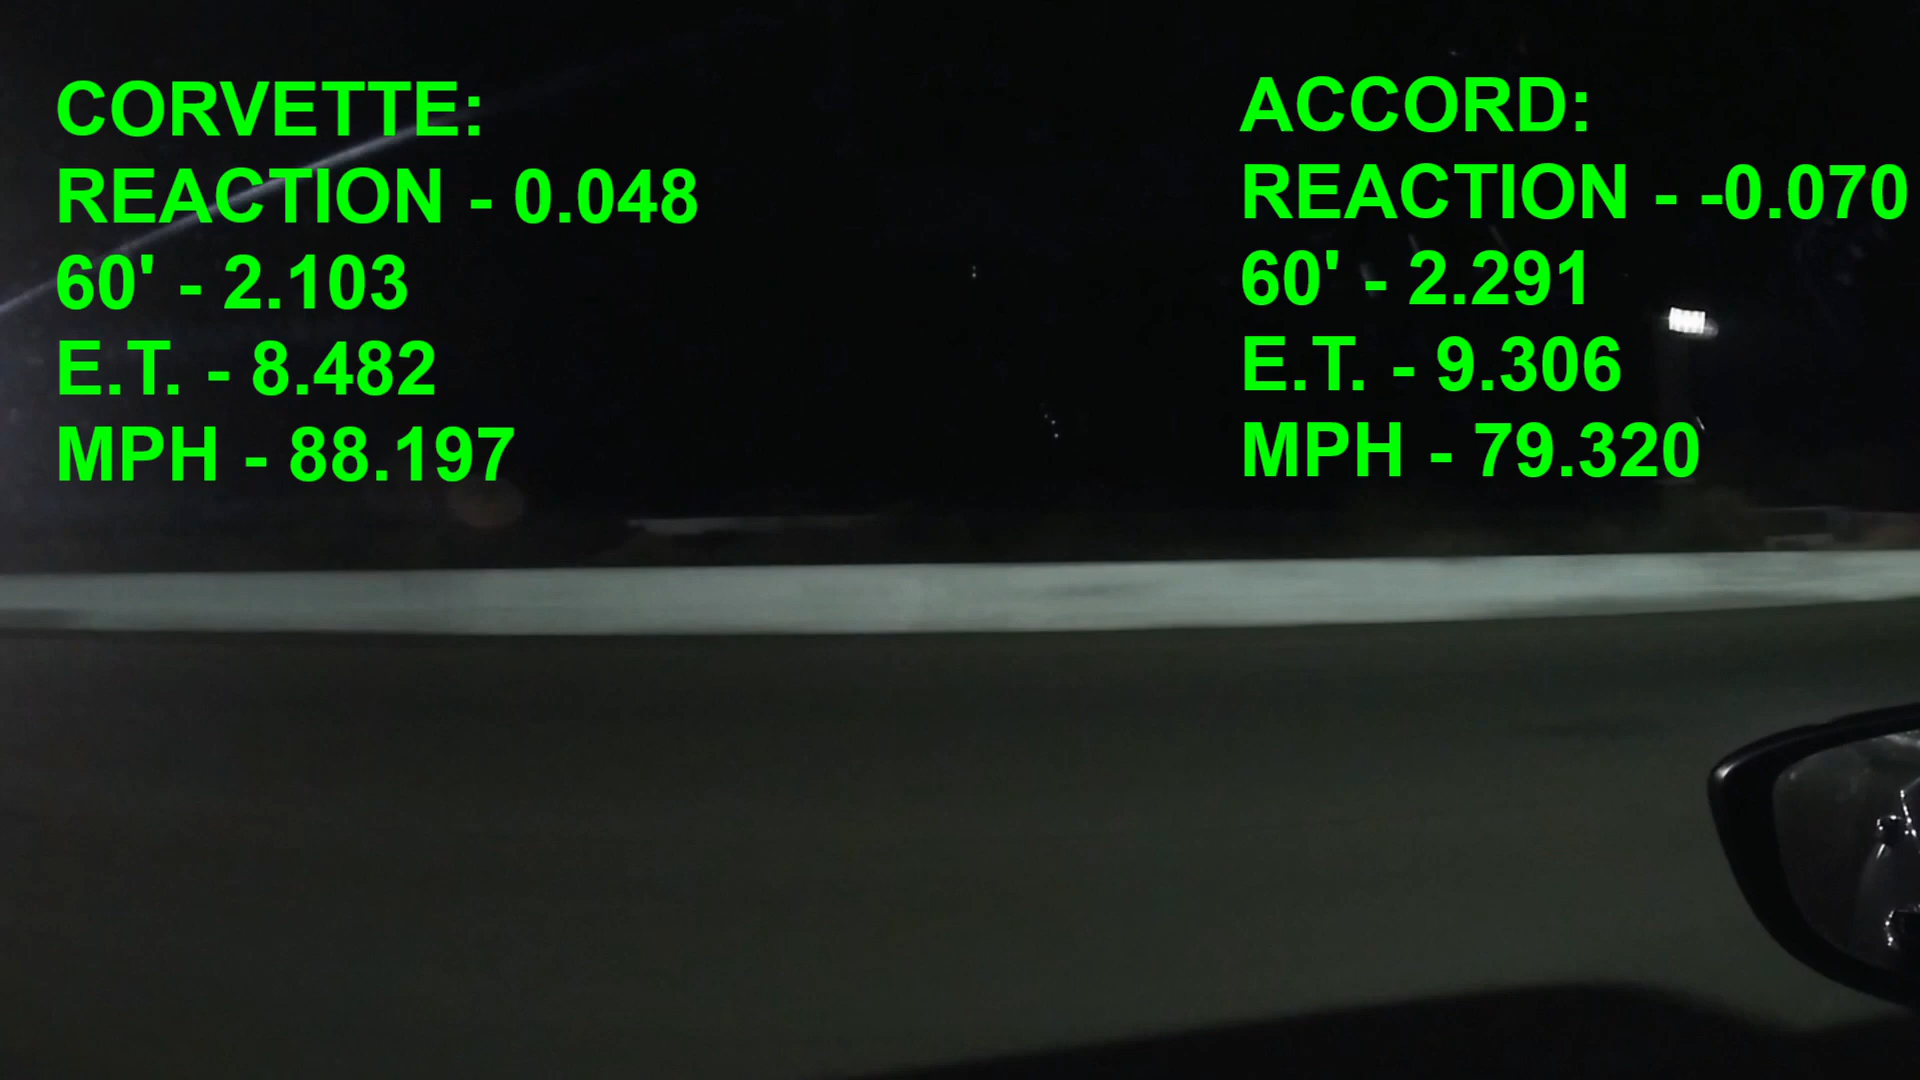 CORVETTE:
REACTION - 0.048
60' - 2.103
E.T. - 8.482
MPH - 88.197
ACCORD:
REACTION - -0.070
60' - 2.291
E.T. - 9.306
MPH - 79.320